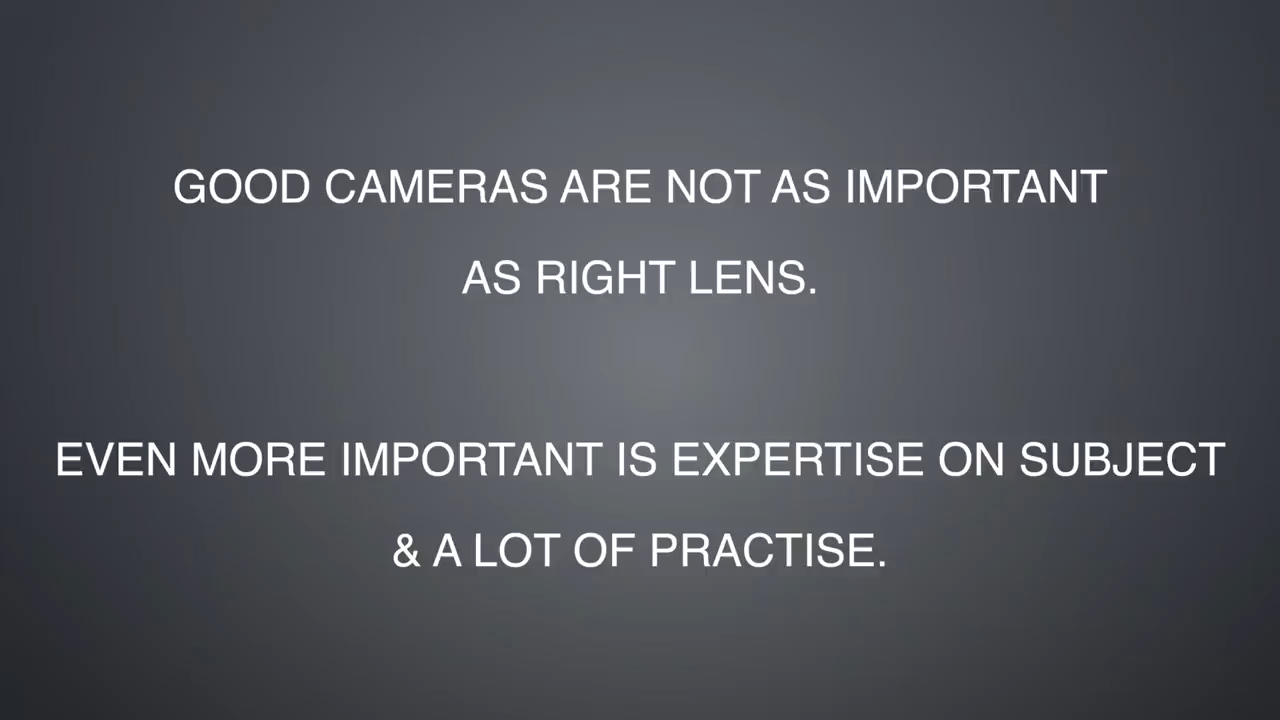 GOOD CAMERAS ARE NOT AS IMPORTANT
AS RIGHT LENS.
EVEN MORE IMPORTANT IS EXPERTISE ON SUBJECT
& A LOT OF PRACTISE.